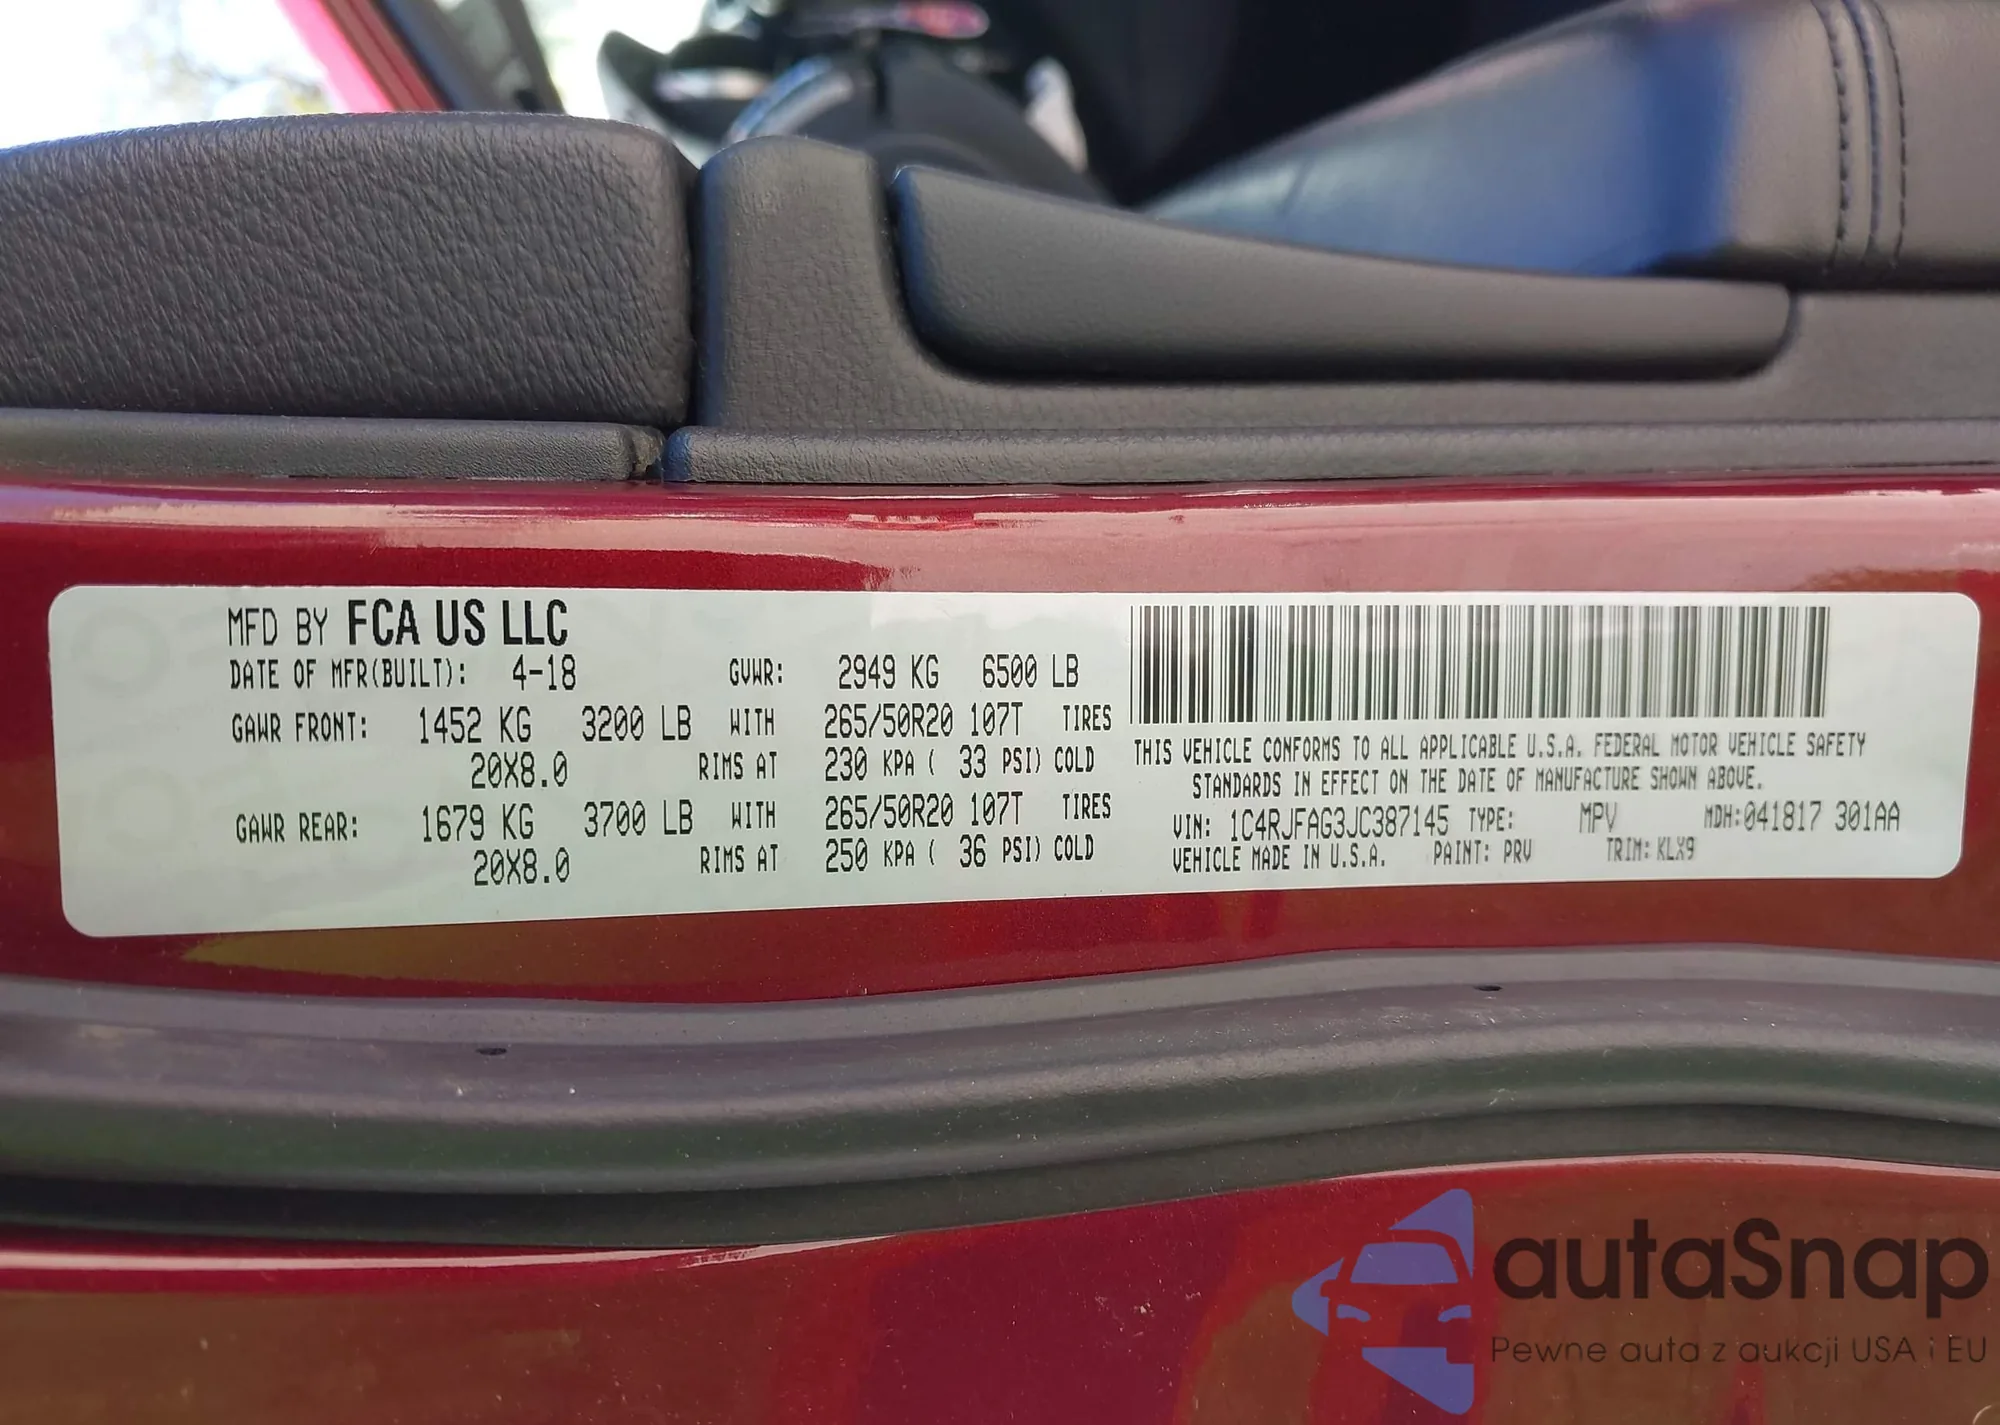 MFD BY FCA US LLC
DATE OF MFR(BUILT): 4-18 GVWR: 2949 KG 6500 LB
GAWR FRONT: 1452 KG 3200 LB WITH 265/50R20 107T TIRES
20X8.0 RIMS AT 230 KPA ( 33 PSI) COLD
GAWR REAR: 1679 KG 3700 LB WITH 265/50R20 107T TIRES
20X8.0 RIMS AT 250 KPA ( 36 PSI) COLD
THIS VEHICLE CONFORMS TO ALL APPLICABLE U.S.A. FEDERAL MOTOR VEHICLE SAFETY
STANDARDS IN EFFECT ON THE DATE OF MANUFACTURE SHOWN ABOVE.
VIN: 1C4RJFAG3JC387145 TYPE: MPV MDH:041817 301AA
VEHICLE MADE IN U.S.A. PAINT: PRV TRIM: KLX9
autaSnap
Pewne auta z aukcji USA i EU